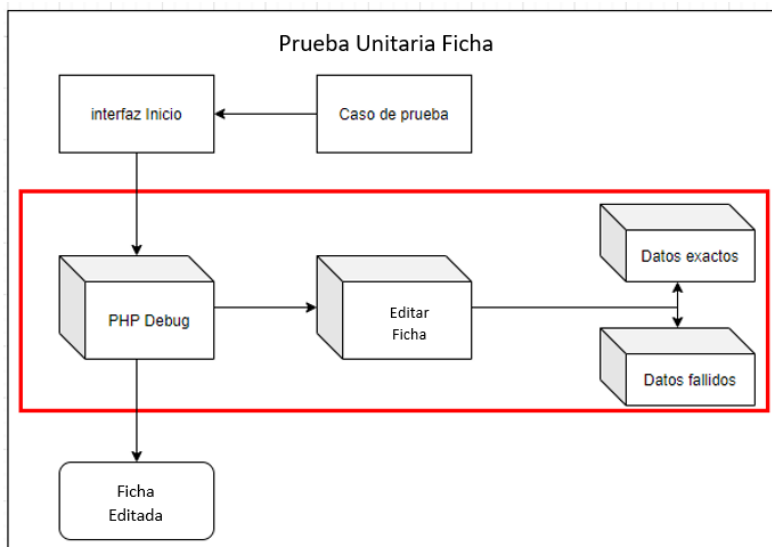 Prueba Unitaria Ficha
interfaz Inicio
Caso de prueba
Datos exactos
PHP Debug
Editar
Ficha
Datos fallidos
Ficha
Editada